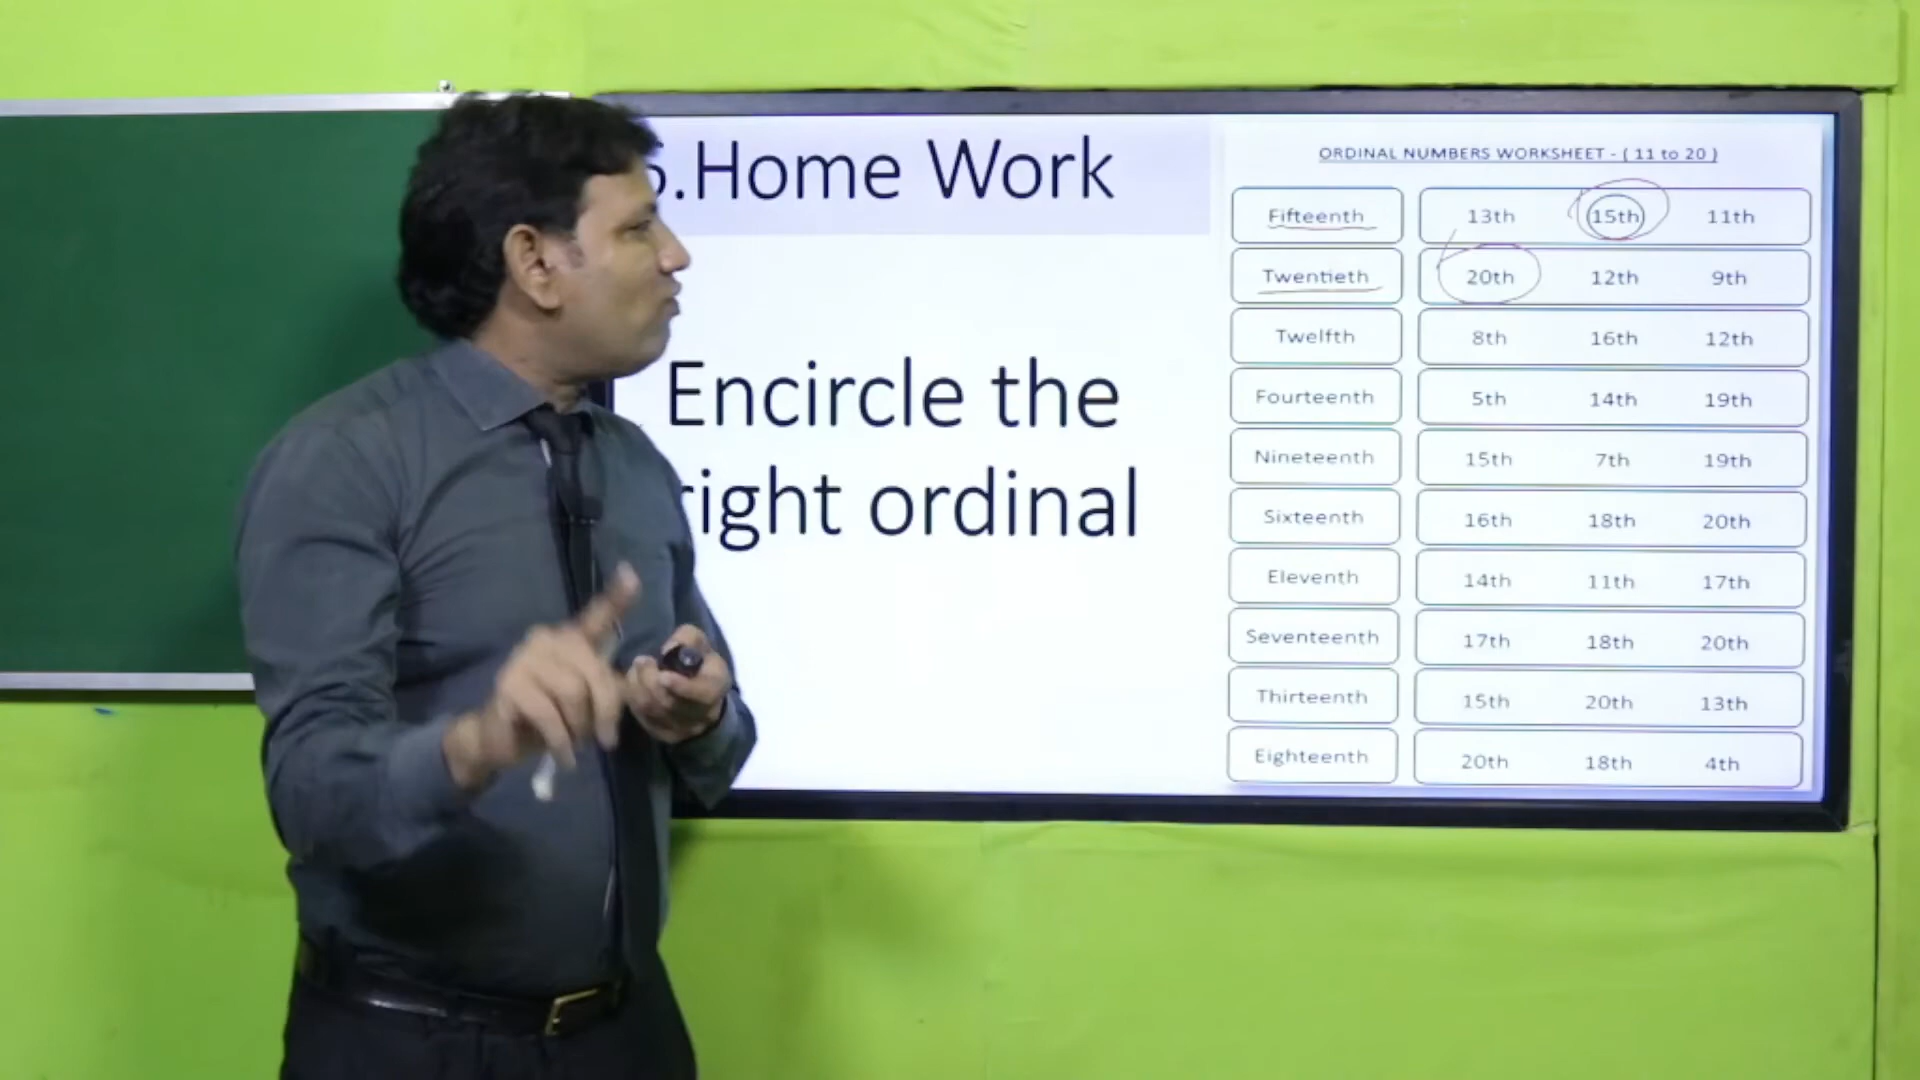 .Home Work
Encircle the
right ordinal
ORDINAL NUMBERS WORKSHEET - ( 11 to 20 )
Fifteenth 13th 15th 11th
Twentieth 20th 12th 9th
Twelfth 8th 16th 12th
Fourteenth 5th 14th 19th
Nineteenth 15th 7th 19th
Sixteenth 16th 18th 20th
Eleventh 14th 11th 17th
Seventeenth 17th 18th 20th
Thirteenth 15th 20th 13th
Eighteenth 20th 18th 4th